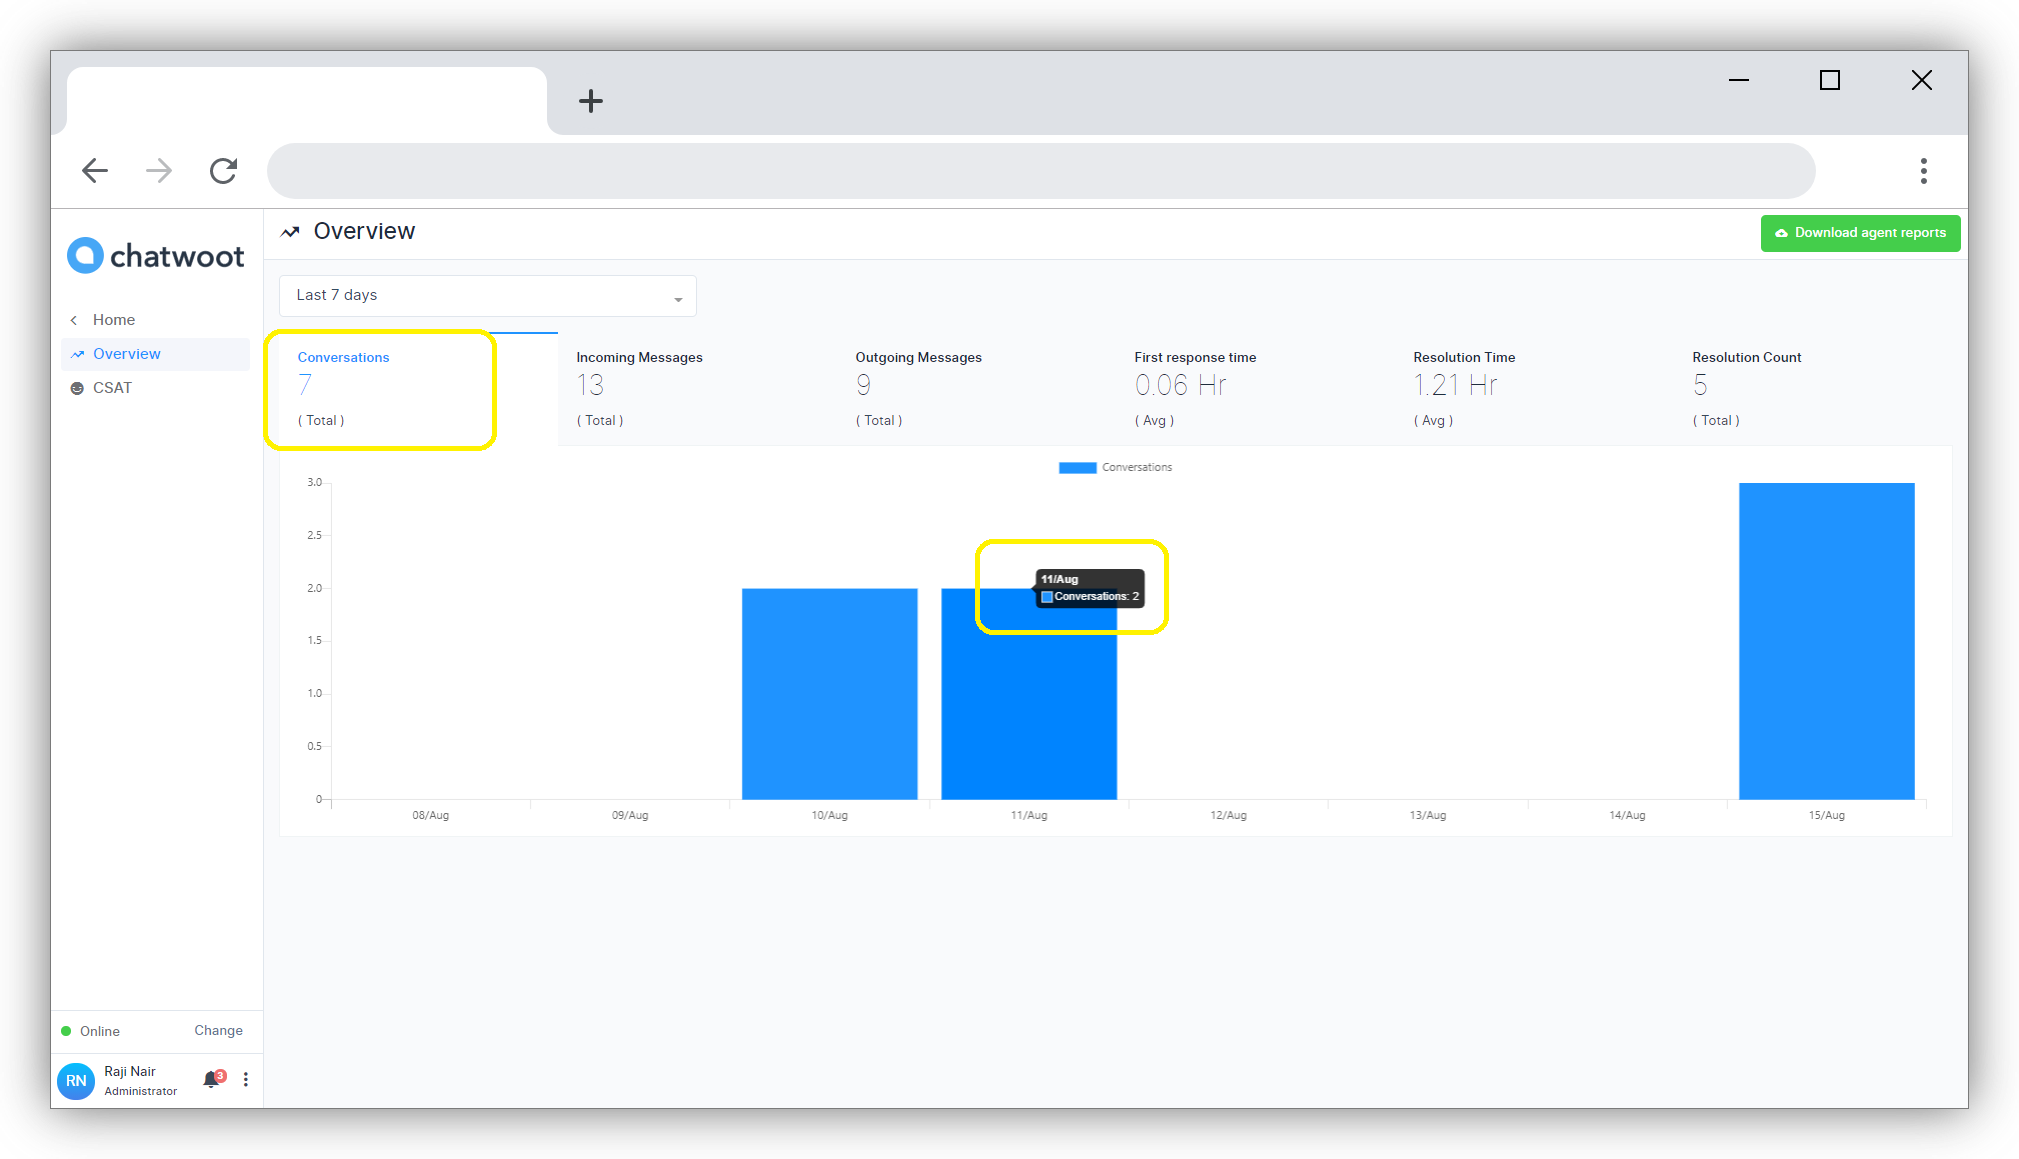 chatwoot
Home
Overview
CSAT
Online
Change
RN
Raji Nair
Administrator
3
Overview
Download agent reports
Last 7 days
Conversations
7
( Total )
Incoming Messages
13
( Total )
Outgoing Messages
9
( Total )
First response time
0.06 Hr
( Avg )
Resolution Time
1.21 Hr
( Avg )
Resolution Count
5
( Total )
Conversations
3.0
2.5
2.0
1.5
1.0
0.5
0
11/Aug
Conversations: 2
08/Aug
09/Aug
10/Aug
11/Aug
12/Aug
13/Aug
14/Aug
15/Aug